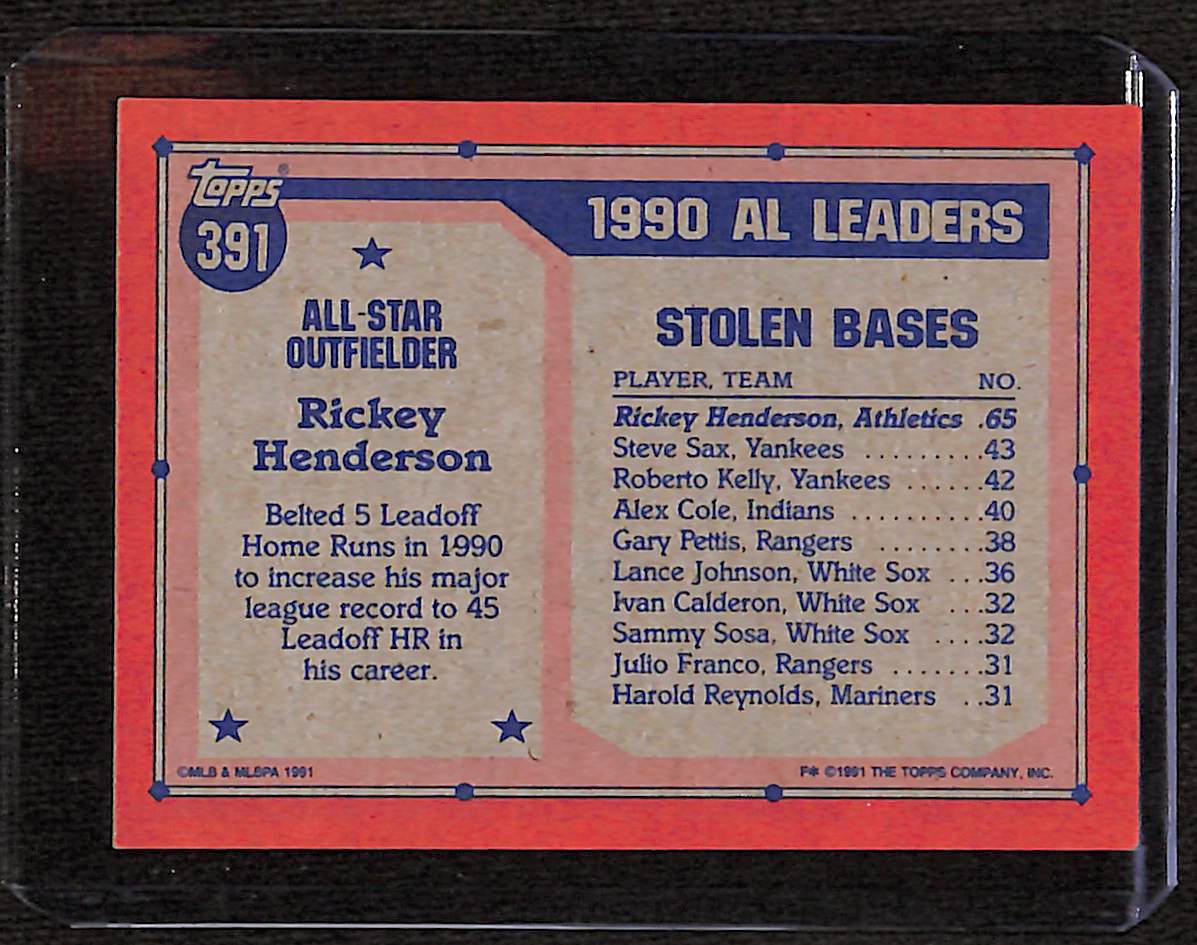 Topps®
391
ALL-STAR
OUTFIELDER
Rickey
Henderson
Belted 5 Leadoff
Home Runs in 1990
to increase his major
league record to 45
Leadoff HR in
his career.
©MLB & MLBPA 1991
1990 AL LEADERS
STOLEN BASES
PLAYER, TEAM NO.
Rickey Henderson, Athletics .65
Steve Sax, Yankees .........43
Roberto Kelly, Yankees ......42
Alex Cole, Indians ..........40
Gary Pettis, Rangers ........38
Lance Johnson, White Sox ...36
Ivan Calderon, White Sox ...32
Sammy Sosa, White Sox ....32
Julio Franco, Rangers .......31
Harold Reynolds, Mariners ..31
F* ©1991 THE TOPPS COMPANY, INC.